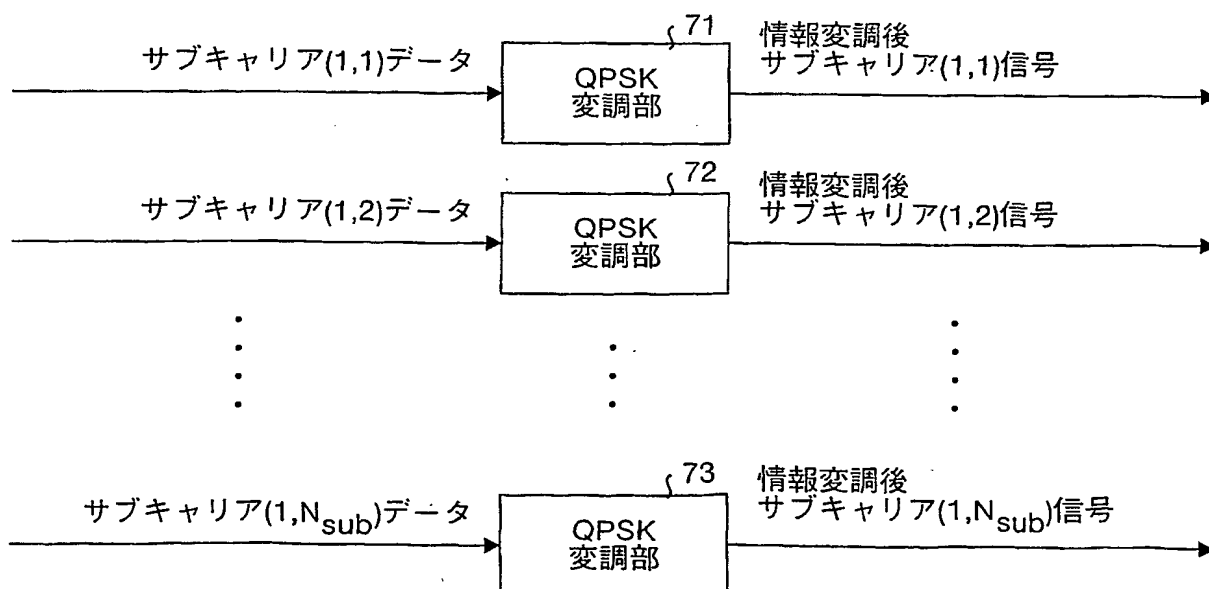 71
サブキャリア(1,1)データ
QPSK
変調部
情報変調後
サブキャリア(1,1)信号
72
サブキャリア(1,2)データ
QPSK
変調部
情報変調後
サブキャリア(1,2)信号
73
サブキャリア(1,Nsub)データ
QPSK
変調部
情報変調後
サブキャリア(1,Nsub)信号